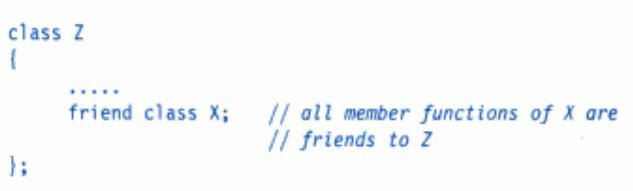 class Z
{
.....
friend class X; // all member functions of X are
// friends to Z
};